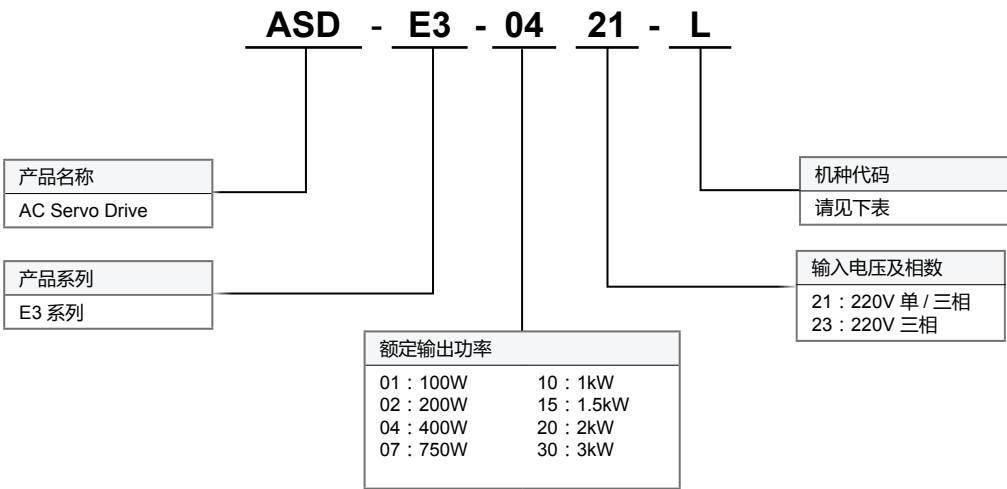 ASD - E3 - 04 21 - L
产品名称
AC Servo Drive
机种代码
请见下表
产品系列
E3 系列
输入电压及相数
21：220V 单 / 三相
23：220V 三相
额定输出功率
01：100W 10：1kW
02：200W 15：1.5kW
04：400W 20：2kW
07：750W 30：3kW